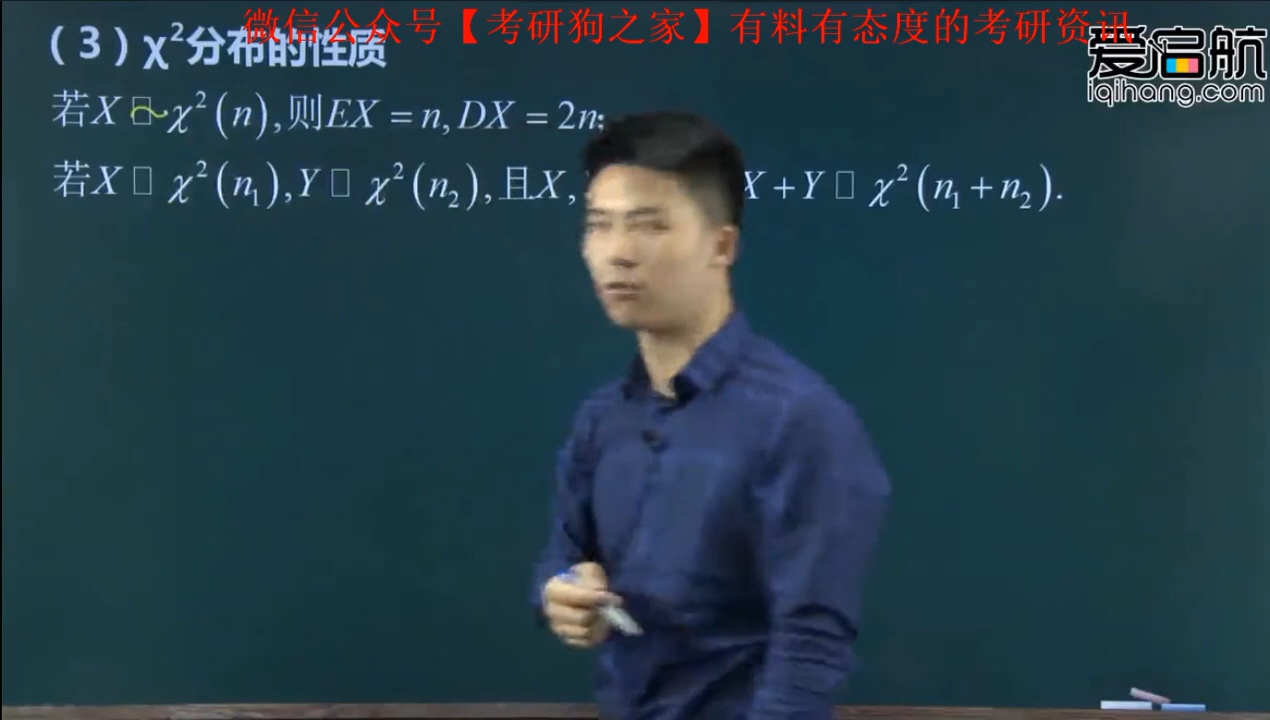 微信公众号【考研狗之家】有料有态度的考研资讯
（3）χ²分布的性质
爱启航
iqihang.com
若X ~ χ²(n),则EX = n, DX = 2n;
若X □ χ²(n₁),Y □ χ²(n₂),且X, X + Y □ χ²(n₁ + n₂).